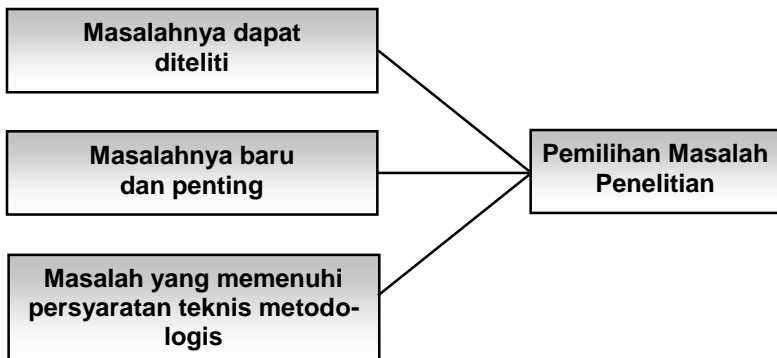 Masalahnya dapat
diteliti
Masalahnya baru
dan penting
Pemilihan Masalah
Penelitian
Masalah yang memenuhi
persyaratan teknis metodo-
logis